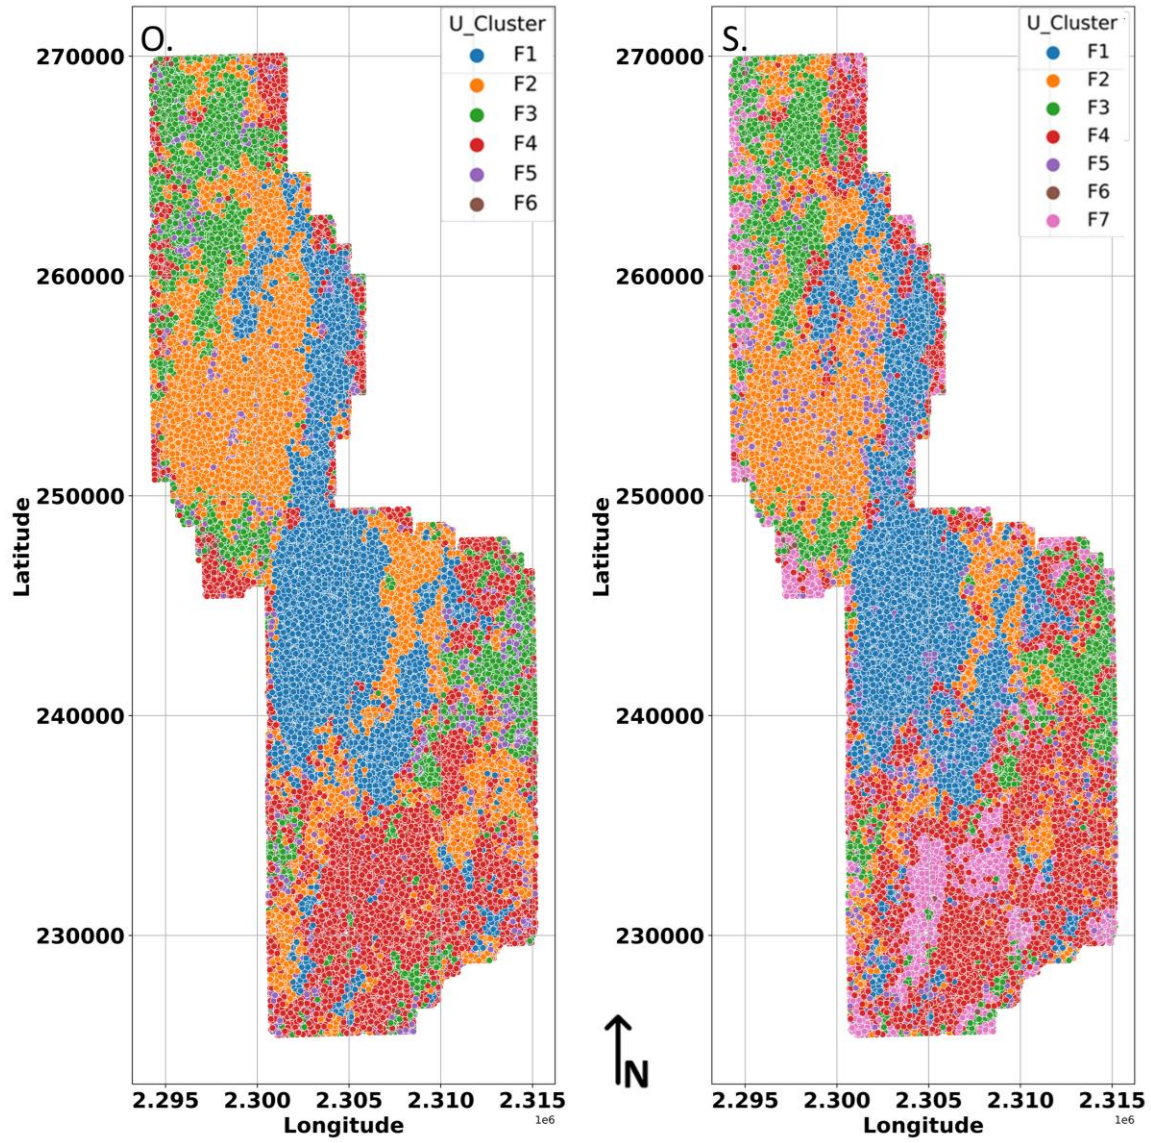 O.
U_Cluster
F1
F2
F3
F4
F5
F6
270000
260000
250000
240000
230000
Latitude
2.295 2.300 2.305 2.310 2.315
1e6
Longitude
S.
U_Cluster
F1
F2
F3
F4
F5
F6
F7
270000
260000
250000
240000
230000
Latitude
2.295 2.300 2.305 2.310 2.315
1e6
Longitude
N